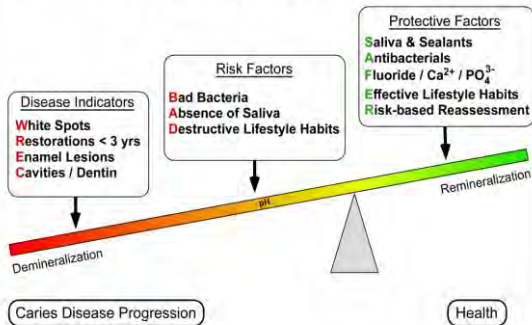 Protective Factors
Saliva & Sealants
Antibacterials
Fluoride / Ca²⁺ / PO₄³⁻
Effective Lifestyle Habits
Risk-based Reassessment
Risk Factors
Bad Bacteria
Absence of Saliva
Destructive Lifestyle Habits
Disease Indicators
White Spots
Restorations < 3 yrs
Enamel Lesions
Cavities / Dentin
pH
Remineralization
Demineralization
Caries Disease Progression
Health